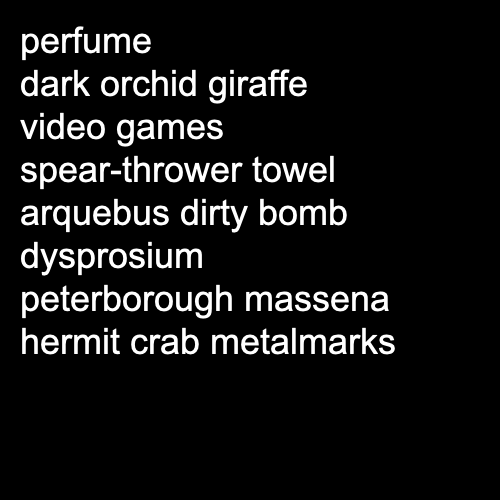 perfume
dark orchid giraffe
video games
spear-thrower towel
arquebus dirty bomb
dysprosium
peterborough massena
hermit crab metalmarks